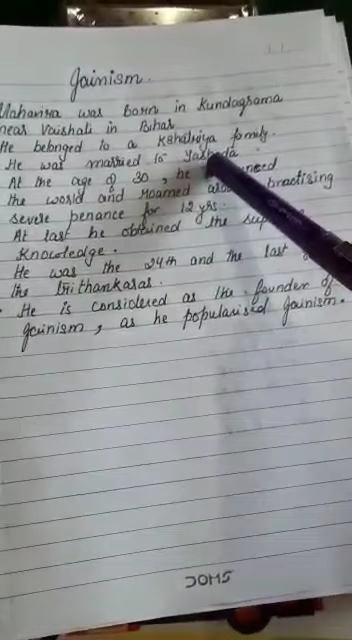 Jainism.
Mahavira was born in Kundagrama
near Vaishali in Bihar
He belonged to a Kshatriya family.
He was married to Yashoda
At the age of 30, he
the world and roamed practising
severe penance for 12 yrs.
At last he obtained the
Knowledge.
He was the 24th and the last
the Trithankaras.
He is considered as the founder of
Jainism, as he popularised Jainism.
DOMS